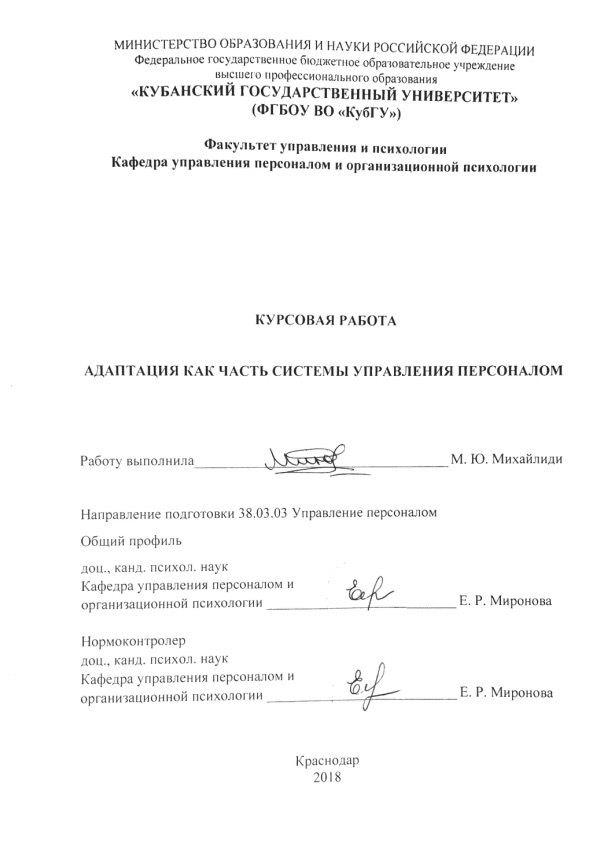 МИНИСТЕРСТВО ОБРАЗОВАНИЯ И НАУКИ РОССИЙСКОЙ ФЕДЕРАЦИИ
Федеральное государственное бюджетное образовательное учреждение
высшего профессионального образования
«КУБАНСКИЙ ГОСУДАРСТВЕННЫЙ УНИВЕРСИТЕТ»
(ФГБОУ ВО «КубГУ»)
Факультет управления и психологии
Кафедра управления персоналом и организационной психологии
КУРСОВАЯ РАБОТА
АДАПТАЦИЯ КАК ЧАСТЬ СИСТЕМЫ УПРАВЛЕНИЯ ПЕРСОНАЛОМ
Работу выполнила М. Ю. Михайлиди
Направление подготовки 38.03.03 Управление персоналом
Общий профиль
доц., канд. психол. наук
Кафедра управления персоналом и
организационной психологии Е. Р. Миронова
Нормоконтролер
доц., канд. психол. наук
Кафедра управления персоналом и
организационной психологии Е. Р. Миронова
Краснодар
2018